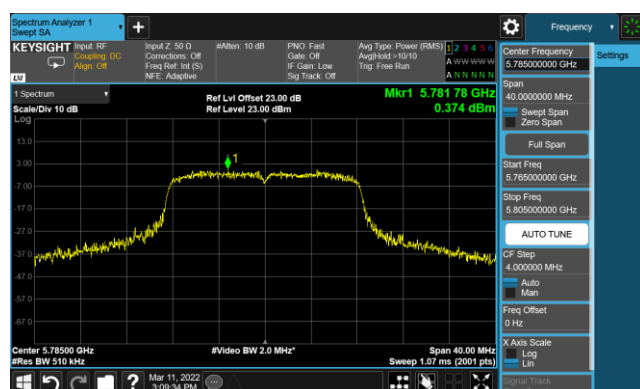 Spectrum Analyzer 1
Swept SA
+
Frequency
KEYSIGHT
Input: RF
Coupling: DC
Align: Off
Input Z: 50 Ω
Corrections: Off
Freq Ref: Int (S)
NFE: Adaptive
#Atten: 10 dB
PNO: Fast
Gate: Off
IF Gain: Low
Sig Track: Off
Avg Type: Power (RMS)
Avg|Hold:>10/10
Trig: Free Run
1 2 3 4 5 6
A W W W W W
A N N N N N
LXI
1 Spectrum
Scale/Div 10 dB
Log
Ref Lvl Offset 23.00 dB
Ref Level 23.00 dBm
Mkr1 5.781 78 GHz
0.374 dBm
1
13.0
3.00
-7.00
-17.0
-27.0
-37.0
-47.0
-57.0
-67.0
Center 5.78500 GHz
#Res BW 510 kHz
#Video BW 2.0 MHz*
Span 40.00 MHz
Sweep 1.07 ms (2001 pts)
Mar 11, 2022
3:09:34 PM
Settings
Center Frequency
5.785000000 GHz
Span
40.0000000 MHz
Swept Span
Zero Span
Full Span
Start Freq
5.765000000 GHz
Stop Freq
5.805000000 GHz
AUTO TUNE
CF Step
4.000000 MHz
Auto
Man
Freq Offset
0 Hz
X Axis Scale
Log
Lin
Signal Track